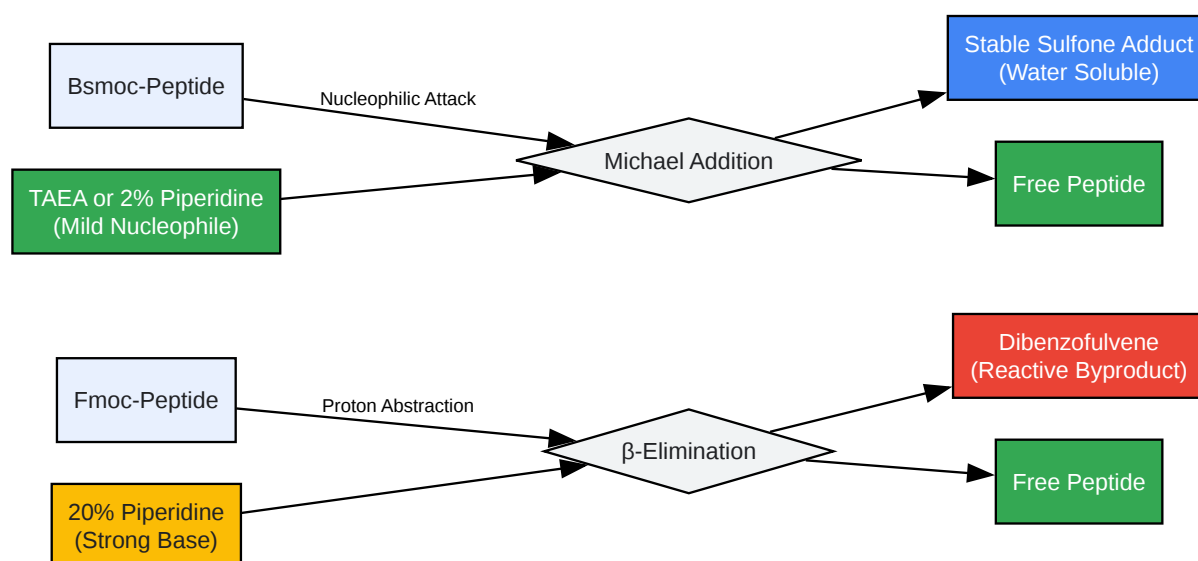 Bsmoc-Peptide
Nucleophilic Attack
TAEA or 2% Piperidine
(Mild Nucleophile)
Michael Addition
Stable Sulfone Adduct
(Water Soluble)
Free Peptide
Fmoc-Peptide
Proton Abstraction
20% Piperidine
(Strong Base)
β-Elimination
Dibenzofulvene
(Reactive Byproduct)
Free Peptide